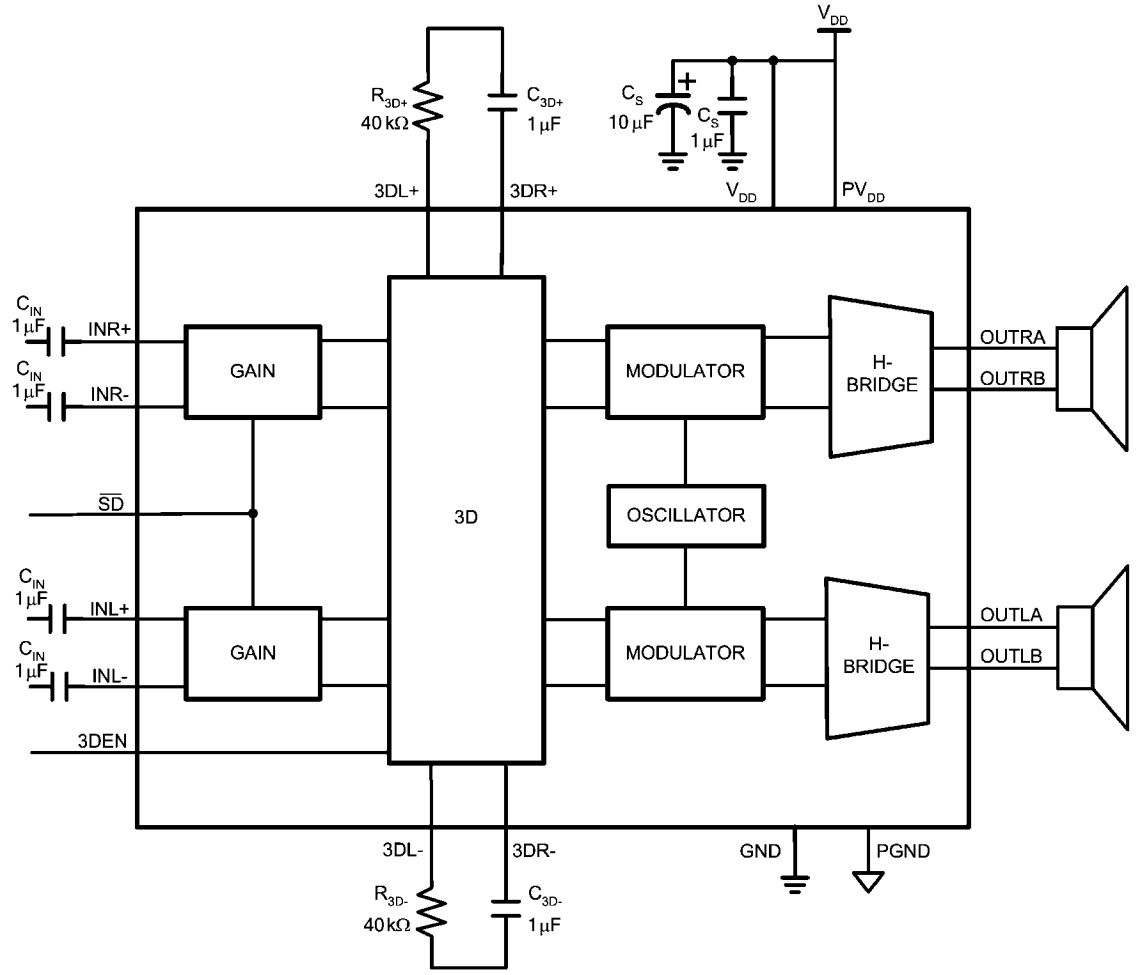 V_DD
R_3D+
40 kΩ
C_3D+
1 µF
C_S
10 µF
+
C_S
1 µF
3DL+
3DR+
V_DD
PV_DD
C_IN
1 µF
INR+
C_IN
1 µF
INR-
GAIN
MODULATOR
H-
BRIDGE
OUTRA
OUTRB
S̅D̅
3D
OSCILLATOR
C_IN
1 µF
INL+
C_IN
1 µF
INL-
GAIN
MODULATOR
H-
BRIDGE
OUTLA
OUTLB
3DEN
3DL-
3DR-
GND
PGND
R_3D-
40 kΩ
C_3D-
1 µF